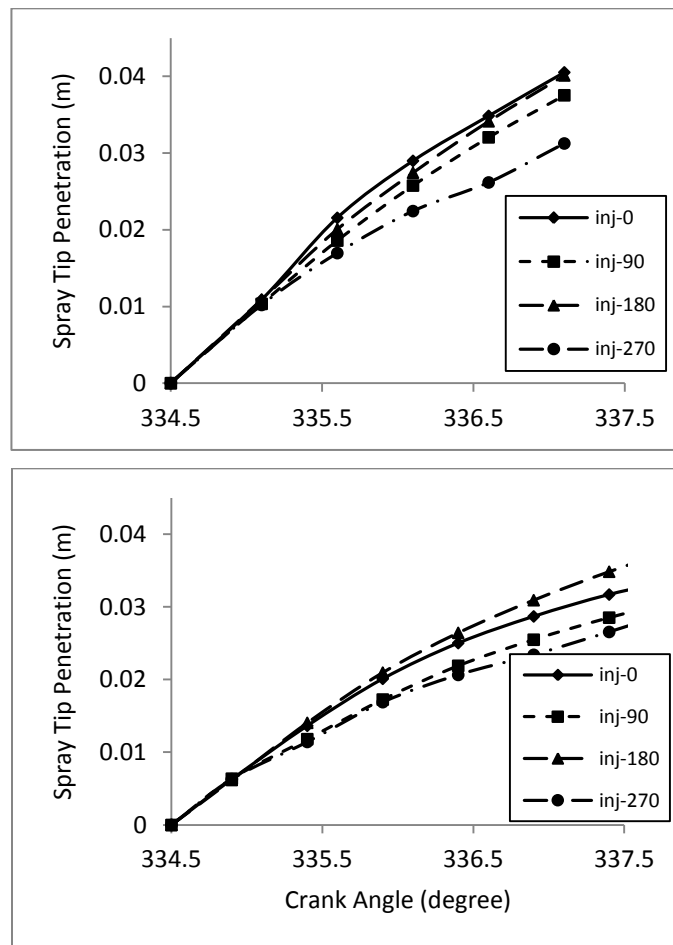 Spray Tip Penetration (m)
0.04
0.03
0.02
0.01
0
334.5 335.5 336.5 337.5
inj-0
inj-90
inj-180
inj-270
Spray Tip Penetration (m)
0.04
0.03
0.02
0.01
0
334.5 335.5 336.5 337.5
Crank Angle (degree)
inj-0
inj-90
inj-180
inj-270